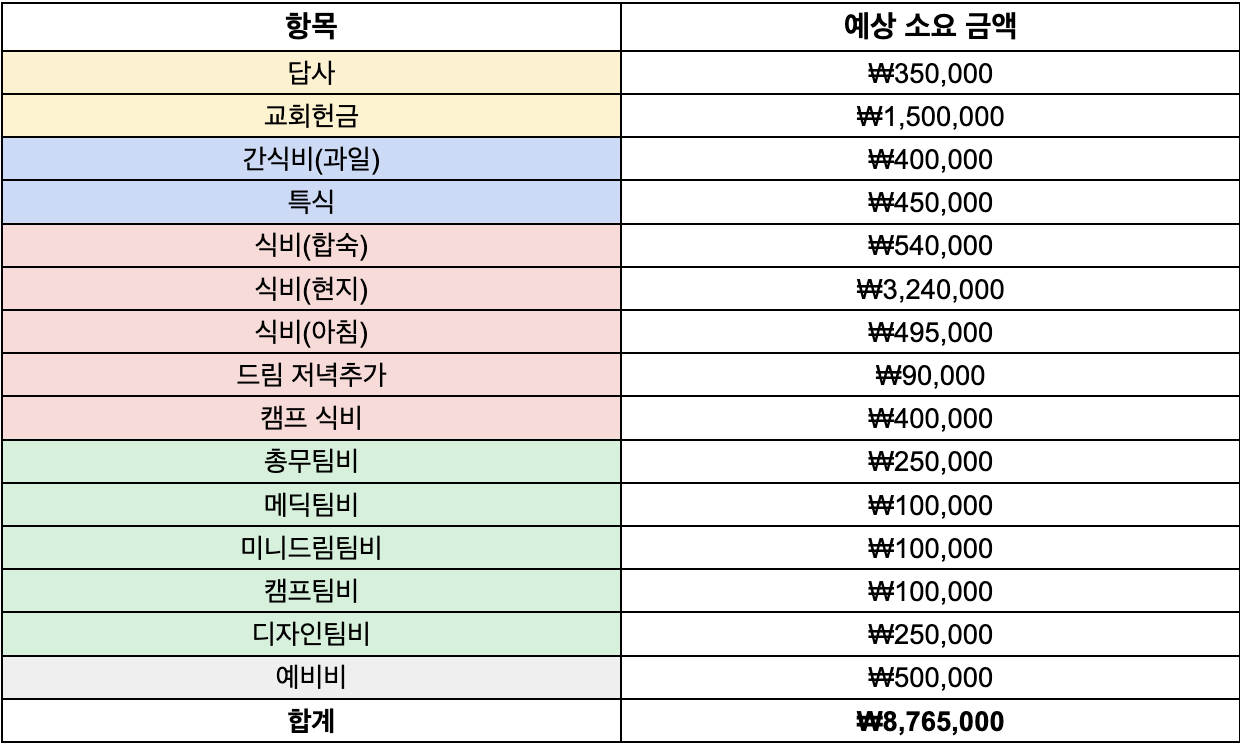 항목 예상 소요 금액
답사 ₩350,000
교회헌금 ₩1,500,000
간식비(과일) ₩400,000
특식 ₩450,000
식비(합숙) ₩540,000
식비(현지) ₩3,240,000
식비(아침) ₩495,000
드림 저녁추가 ₩90,000
캠프 식비 ₩400,000
총무팀비 ₩250,000
메딕팀비 ₩100,000
미니드림팀비 ₩100,000
캠프팀비 ₩100,000
디자인팀비 ₩250,000
예비비 ₩500,000
합계 ₩8,765,000